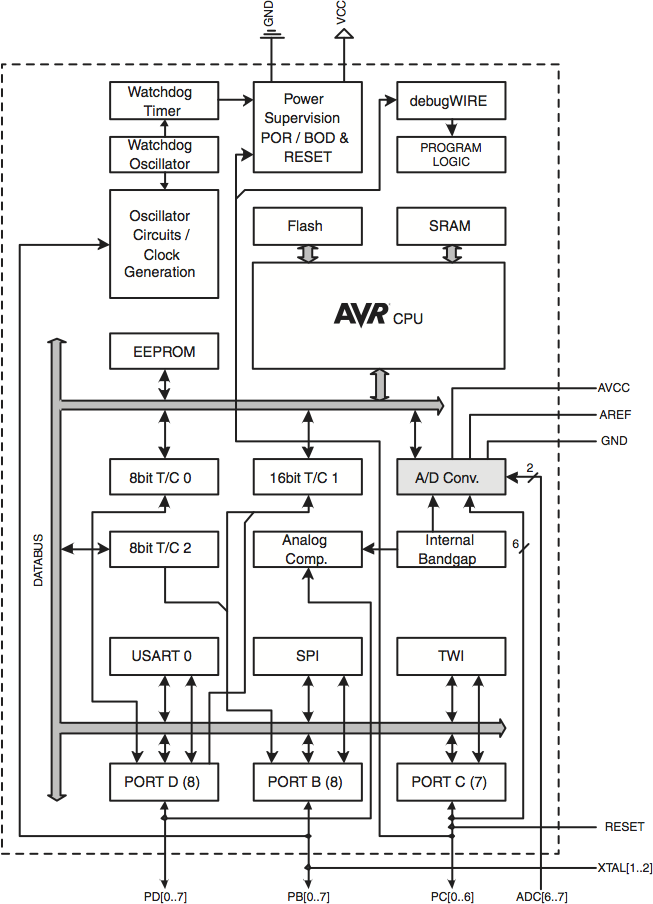 GND
VCC
Watchdog
Timer
Power
Supervision
POR / BOD &
RESET
debugWIRE
Watchdog
Oscillator
PROGRAM
LOGIC
Oscillator
Circuits /
Clock
Generation
Flash
SRAM
AVR CPU
EEPROM
AVCC
AREF
GND
8bit T/C 0
16bit T/C 1
A/D Conv.
2
8bit T/C 2
Analog
Comp.
Internal
Bandgap
6
DATABUS
USART 0
SPI
TWI
PORT D (8)
PORT B (8)
PORT C (7)
RESET
XTAL[1..2]
PD[0..7]
PB[0..7]
PC[0..6]
ADC[6..7]